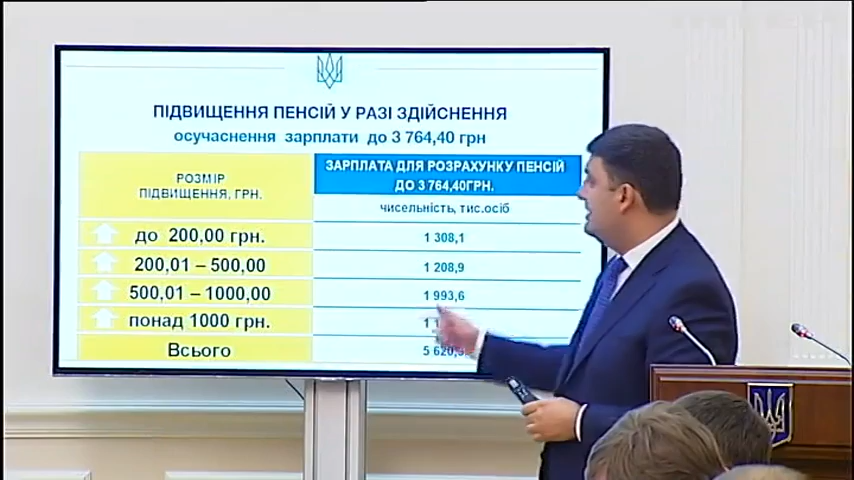 ПІДВИЩЕННЯ ПЕНСІЙ У РАЗІ ЗДІЙСНЕННЯ
осучаснення зарплати до 3 764,40 грн
РОЗМІР
ПІДВИЩЕННЯ, ГРН.
ЗАРПЛАТА ДЛЯ РОЗРАХУНКУ ПЕНСІЙ
ДО 3 764,40ГРН.
чисельність, тис.осіб
до 200,00 грн. 1 308,1
200,01 – 500,00 1 208,9
500,01 – 1000,00 1 993,6
понад 1000 грн.
Всього